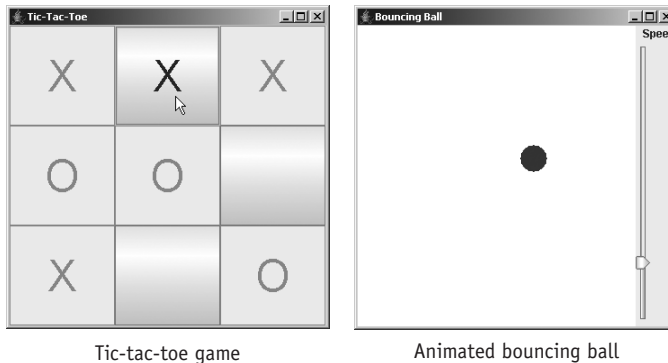 Tic-Tac-Toe
X X X
O O
X O
Tic-tac-toe game
Bouncing Ball
Spee
Animated bouncing ball